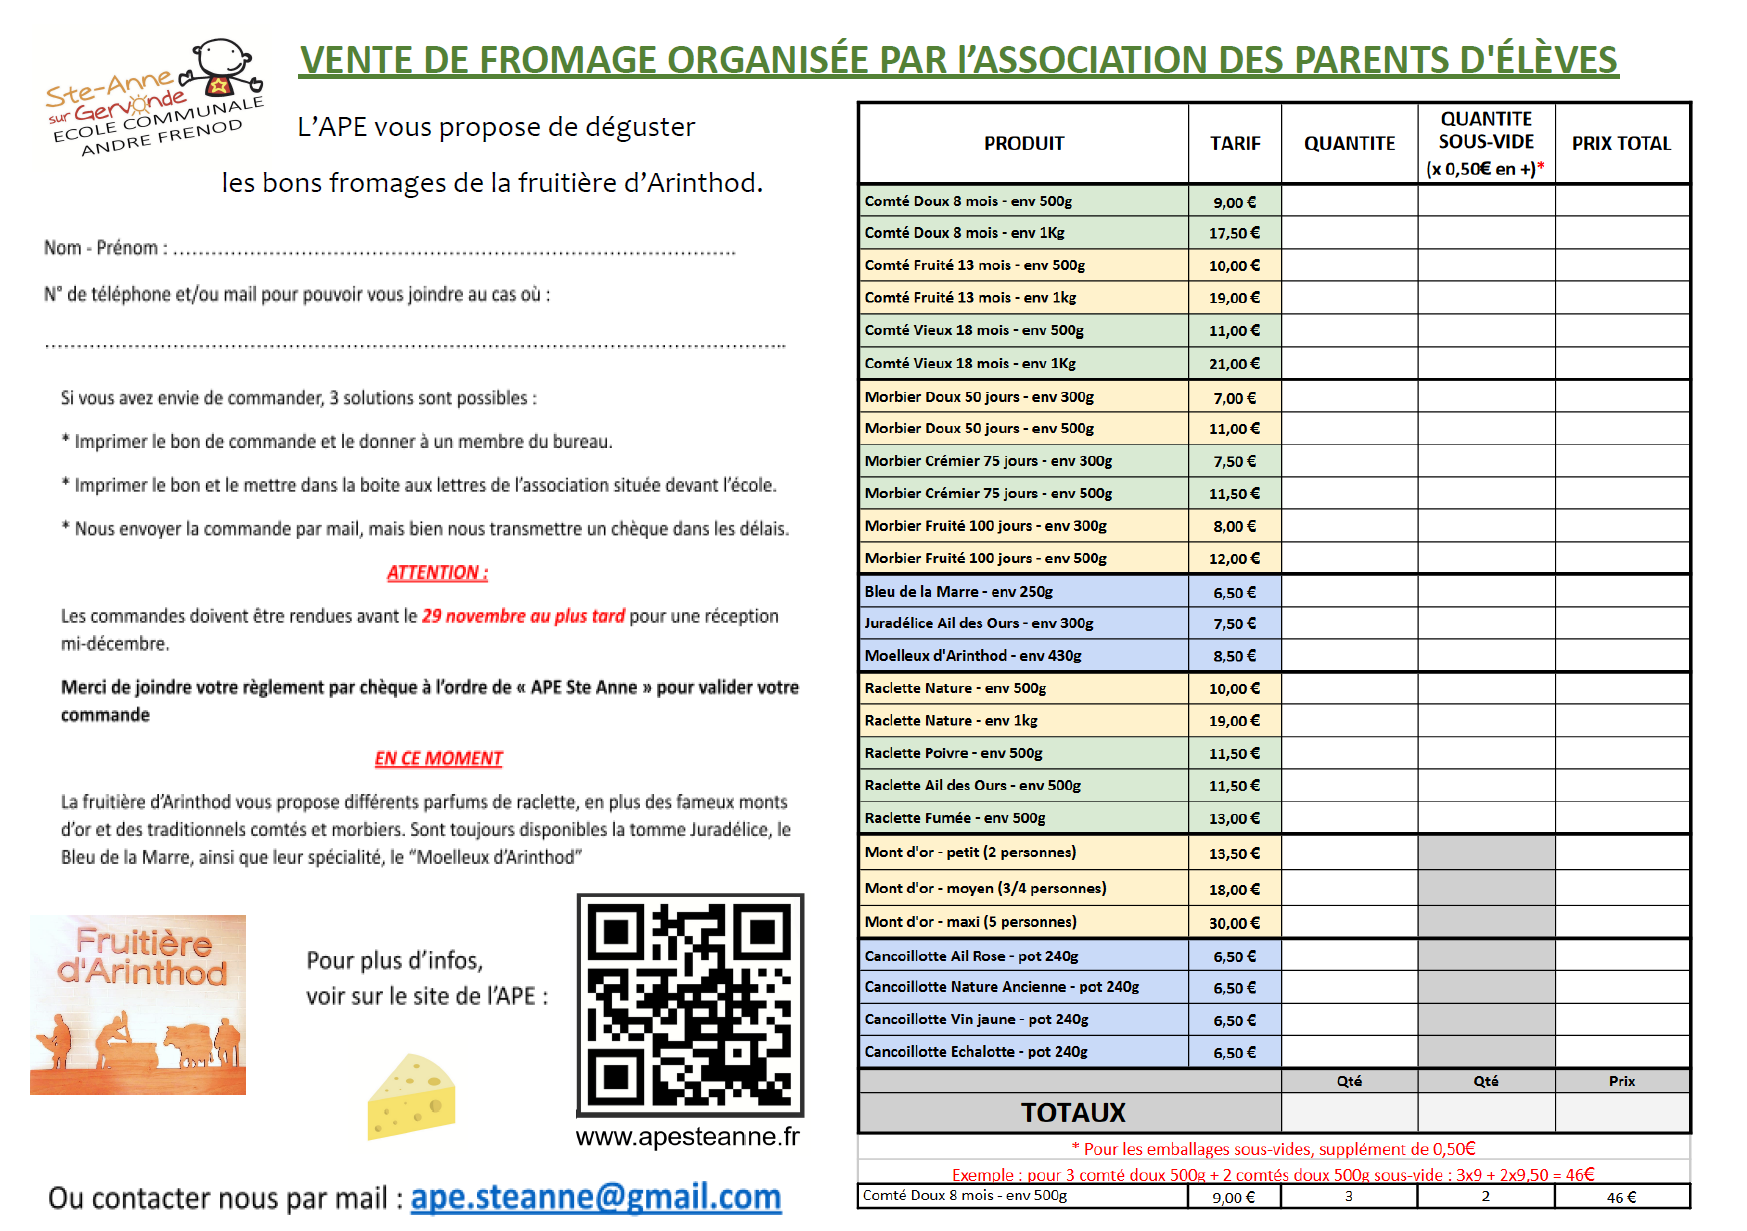 VENTE DE FROMAGE ORGANISÉE PAR l’ASSOCIATION DES PARENTS D'ÉLÈVES
Ste-Anne
sur Gervonde
ECOLE COMMUNALE
ANDRE FRENOD
L’APE vous propose de déguster
les bons fromages de la fruitière d’Arinthod.
Nom - Prénom : ……………………………………………………………………………….
N° de téléphone et/ou mail pour pouvoir vous joindre au cas où :
………………………………………………………………………………………………………..
Si vous avez envie de commander, 3 solutions sont possibles :
* Imprimer le bon de commande et le donner à un membre du bureau.
* Imprimer le bon et le mettre dans la boite aux lettres de l’association située devant l’école.
* Nous envoyer la commande par mail, mais bien nous transmettre un chèque dans les délais.
ATTENTION :
Les commandes doivent être rendues avant le 29 novembre au plus tard pour une réception
mi-décembre.
Merci de joindre votre règlement par chèque à l’ordre de « APE Ste Anne » pour valider votre
commande
EN CE MOMENT
La fruitière d’Arinthod vous propose différents parfums de raclette, en plus des fameux monts
d’or et des traditionnels comtés et morbiers. Sont toujours disponibles la tomme Juradélice, le
Bleu de la Marre, ainsi que leur spécialité, le “Moelleux d’Arinthod”
Fruitière
d'Arinthod
Pour plus d’infos,
voir sur le site de l’APE :
www.apesteanne.fr
Ou contacter nous par mail : ape.steanne@gmail.com
PRODUIT TARIF QUANTITE QUANTITE SOUS-VIDE (x 0,50€ en +)* PRIX TOTAL
Comté Doux 8 mois - env 500g 9,00 €
Comté Doux 8 mois - env 1Kg 17,50 €
Comté Fruité 13 mois - env 500g 10,00 €
Comté Fruité 13 mois - env 1kg 19,00 €
Comté Vieux 18 mois - env 500g 11,00 €
Comté Vieux 18 mois - env 1Kg 21,00 €
Morbier Doux 50 jours - env 300g 7,00 €
Morbier Doux 50 jours - env 500g 11,00 €
Morbier Crémier 75 jours - env 300g 7,50 €
Morbier Crémier 75 jours - env 500g 11,50 €
Morbier Fruité 100 jours - env 300g 8,00 €
Morbier Fruité 100 jours - env 500g 12,00 €
Bleu de la Marre - env 250g 6,50 €
Juradélice Ail des Ours - env 300g 7,50 €
Moelleux d'Arinthod - env 430g 8,50 €
Raclette Nature - env 500g 10,00 €
Raclette Nature - env 1kg 19,00 €
Raclette Poivre - env 500g 11,50 €
Raclette Ail des Ours - env 500g 11,50 €
Raclette Fumée - env 500g 13,00 €
Mont d'or - petit (2 personnes) 13,50 €
Mont d'or - moyen (3/4 personnes) 18,00 €
Mont d'or - maxi (5 personnes) 30,00 €
Cancoillotte Ail Rose - pot 240g 6,50 €
Cancoillotte Nature Ancienne - pot 240g 6,50 €
Cancoillotte Vin jaune - pot 240g 6,50 €
Cancoillotte Echalotte - pot 240g 6,50 €
Qté Qté Prix
TOTAUX
* Pour les emballages sous-vides, supplément de 0,50€
Exemple : pour 3 comté doux 500g + 2 comtés doux 500g sous-vide : 3x9 + 2x9,50 = 46€
Comté Doux 8 mois - env 500g 9,00 € 3 2 46 €